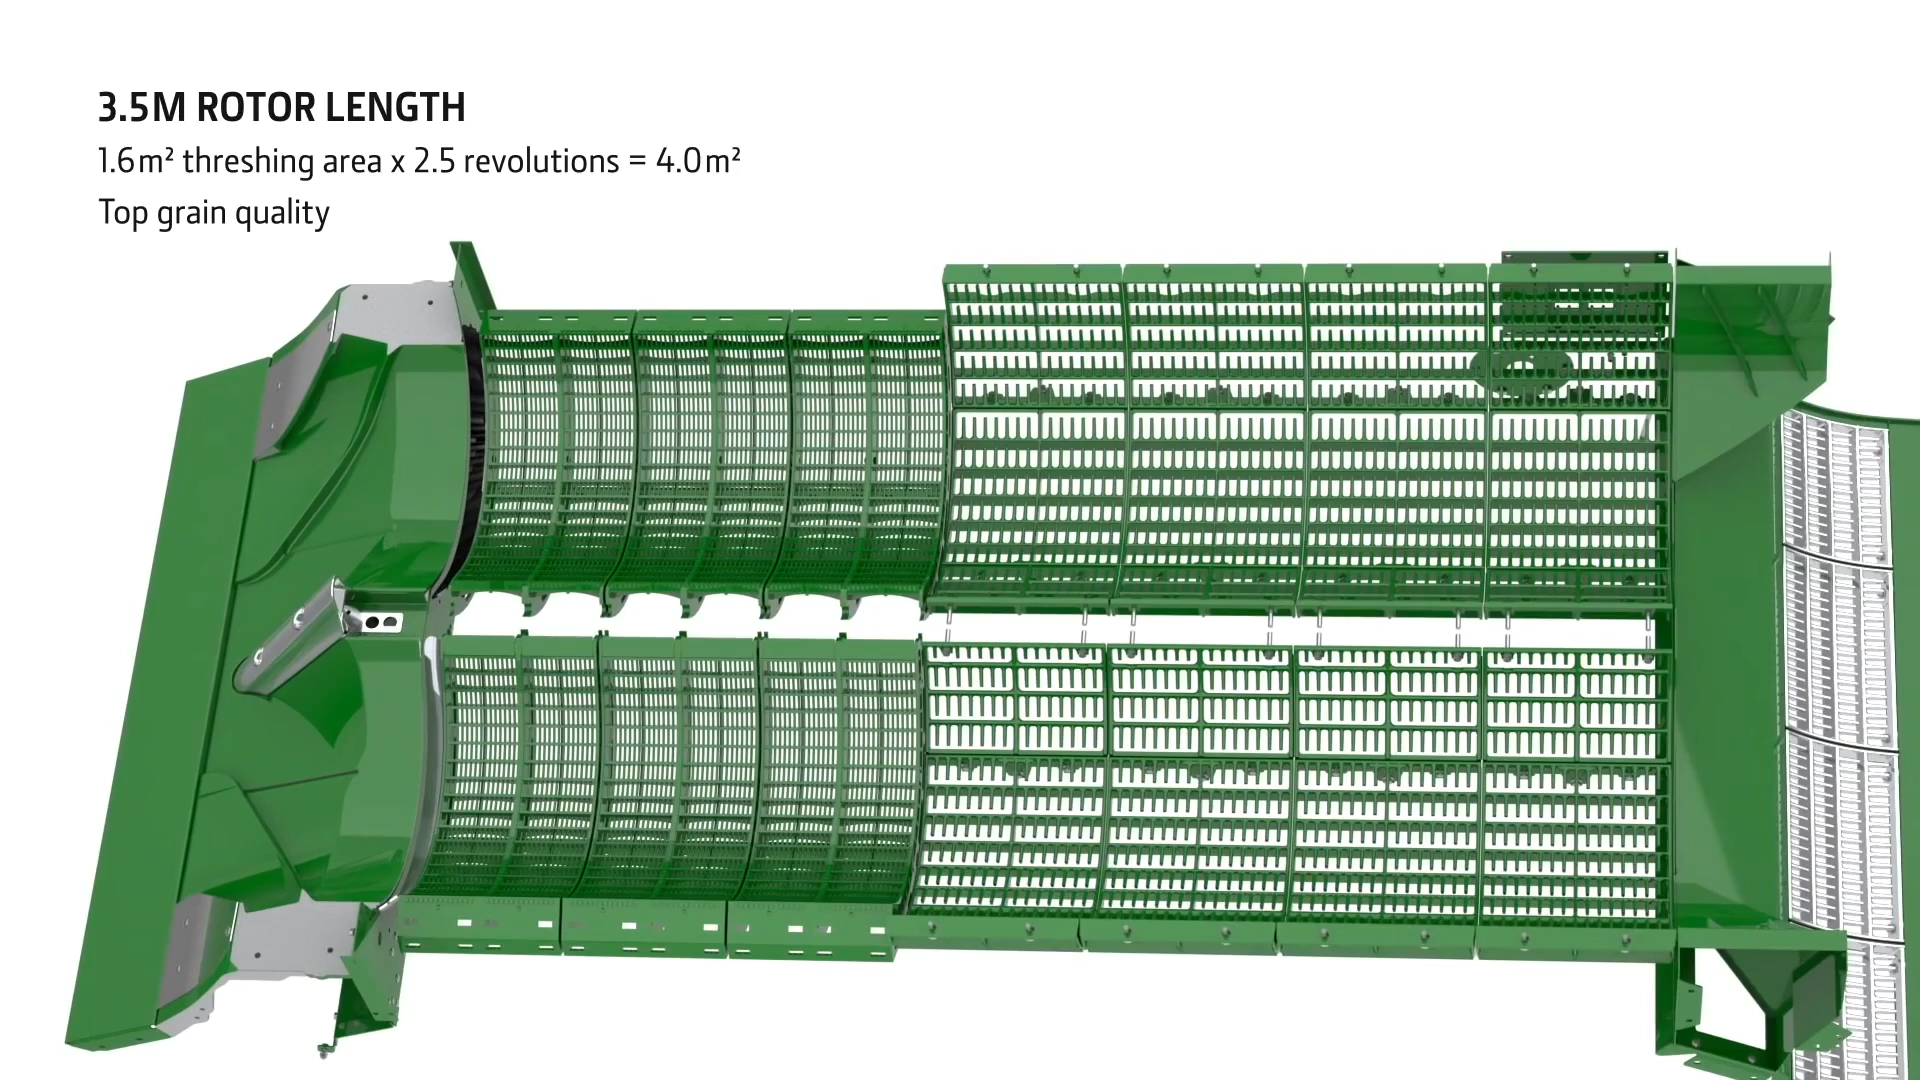 3.5M ROTOR LENGTH
1.6m² threshing area x 2.5 revolutions = 4.0m²
Top grain quality